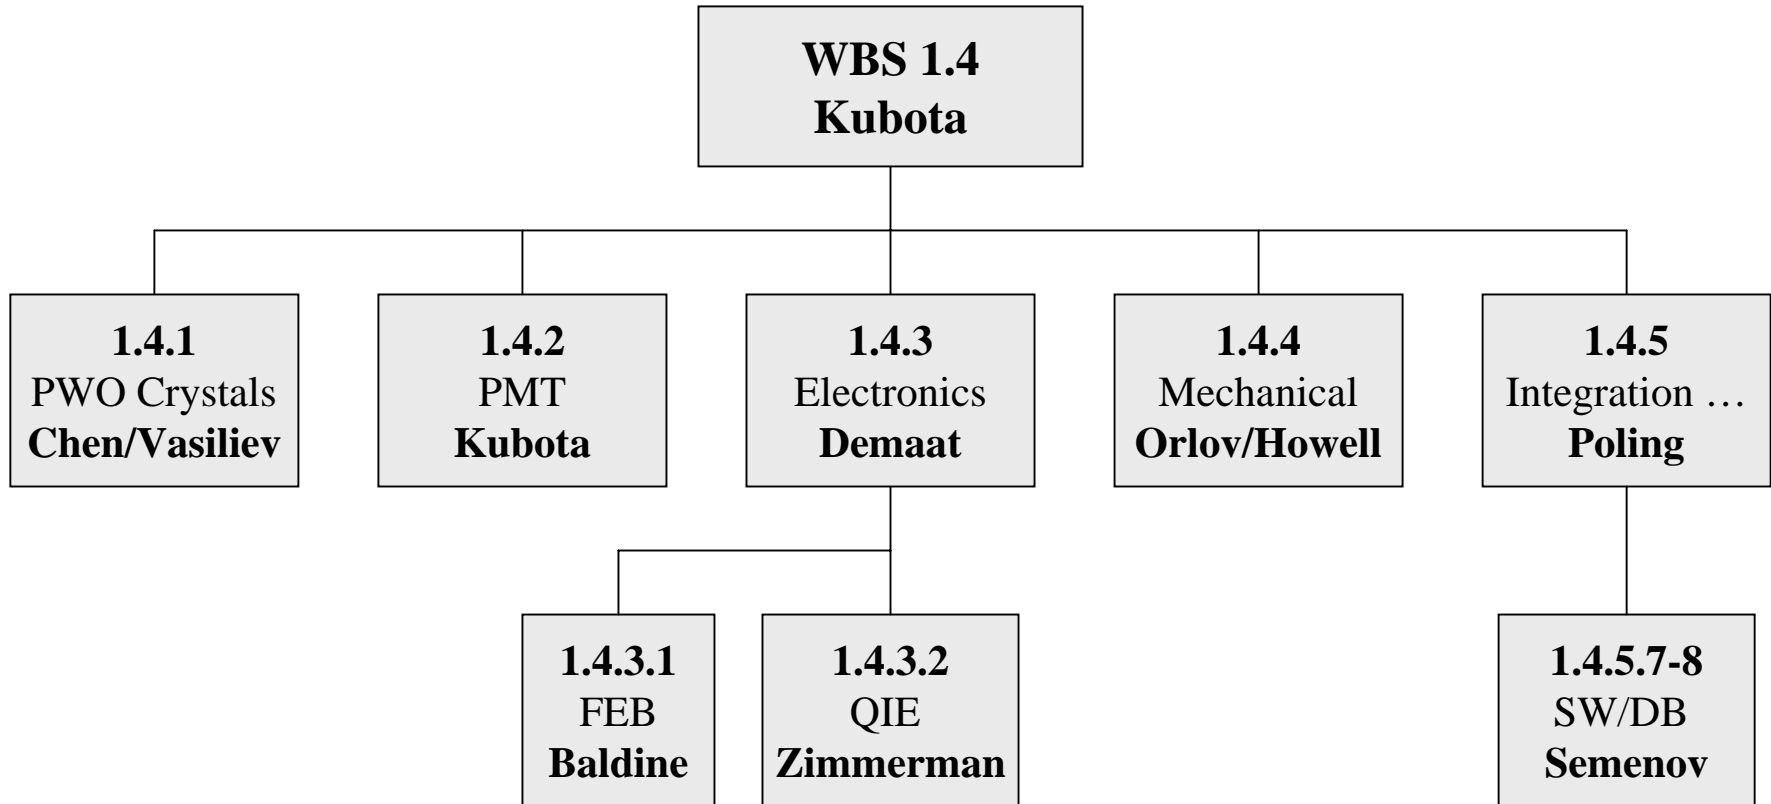 WBS 1.4
Kubota
1.4.1
PWO Crystals
Chen/Vasiliev
1.4.2
PMT
Kubota
1.4.3
Electronics
Demaat
1.4.4
Mechanical
Orlov/Howell
1.4.5
Integration …
Poling
1.4.3.1
FEB
Baldine
1.4.3.2
QIE
Zimmerman
1.4.5.7-8
SW/DB
Semenov